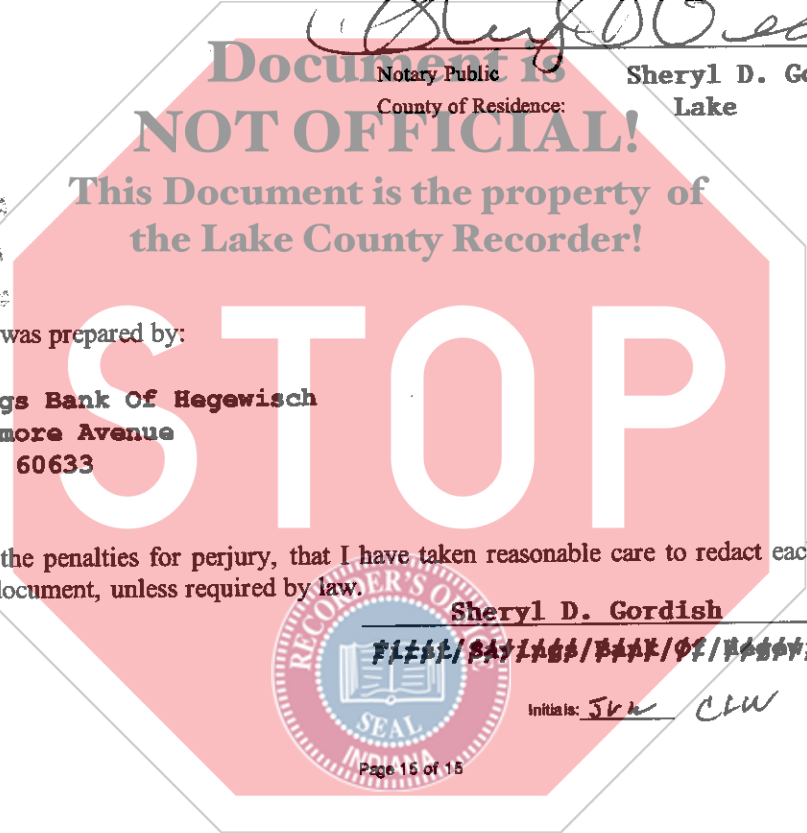 Document is
Notary Public
Sheryl D. Go
County of Residence:
Lake
NOT OFFICIAL!
This Document is the property of
the Lake County Recorder!
STOP
was prepared by:
gs Bank Of Hegewisch
more Avenue
60633
the penalties for perjury, that I have taken reasonable care to redact eac
document, unless required by law.
Sheryl D. Gordish
RECORDER'S OFFICE
SEAL
INDIANA
Initials: JVW CLW
Page 15 of 15